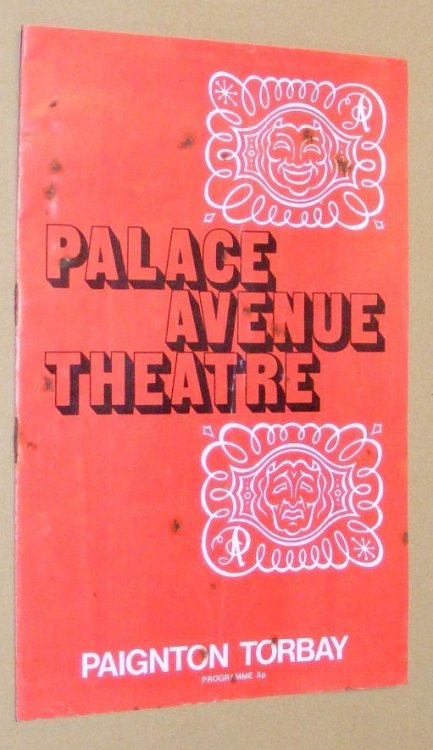 PALACE
AVENUE
THEATRE
PAIGNTON TORBAY
PROGRAMME 5p